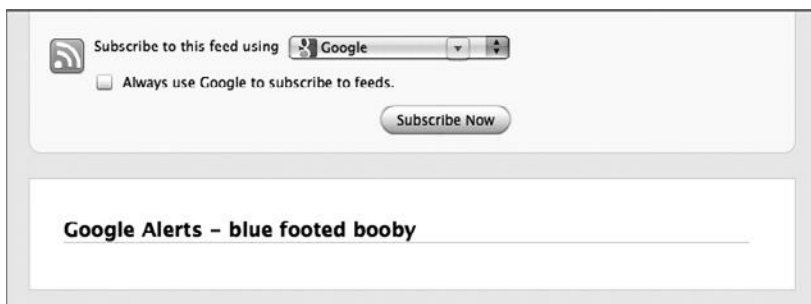 Subscribe to this feed using Google
Always use Google to subscribe to feeds.
Subscribe Now
Google Alerts – blue footed booby